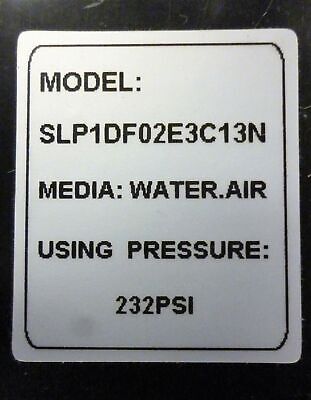 MODEL:
SLP1DF02E3C13N
MEDIA: WATER.AIR
USING PRESSURE:
232PSI